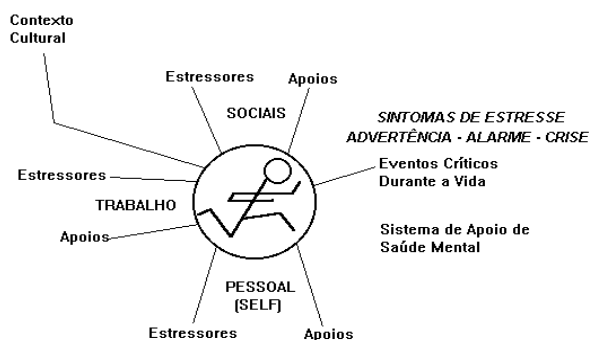 Contexto
Cultural
Estressores
Apoios
SOCIAIS
SINTOMAS DE ESTRESSE
ADVERTÊNCIA - ALARME - CRISE
Eventos Críticos
Durante a Vida
Estressores
TRABALHO
Apoios
Sistema de Apoio de
Saúde Mental
PESSOAL
(SELF)
Estressores
Apoios